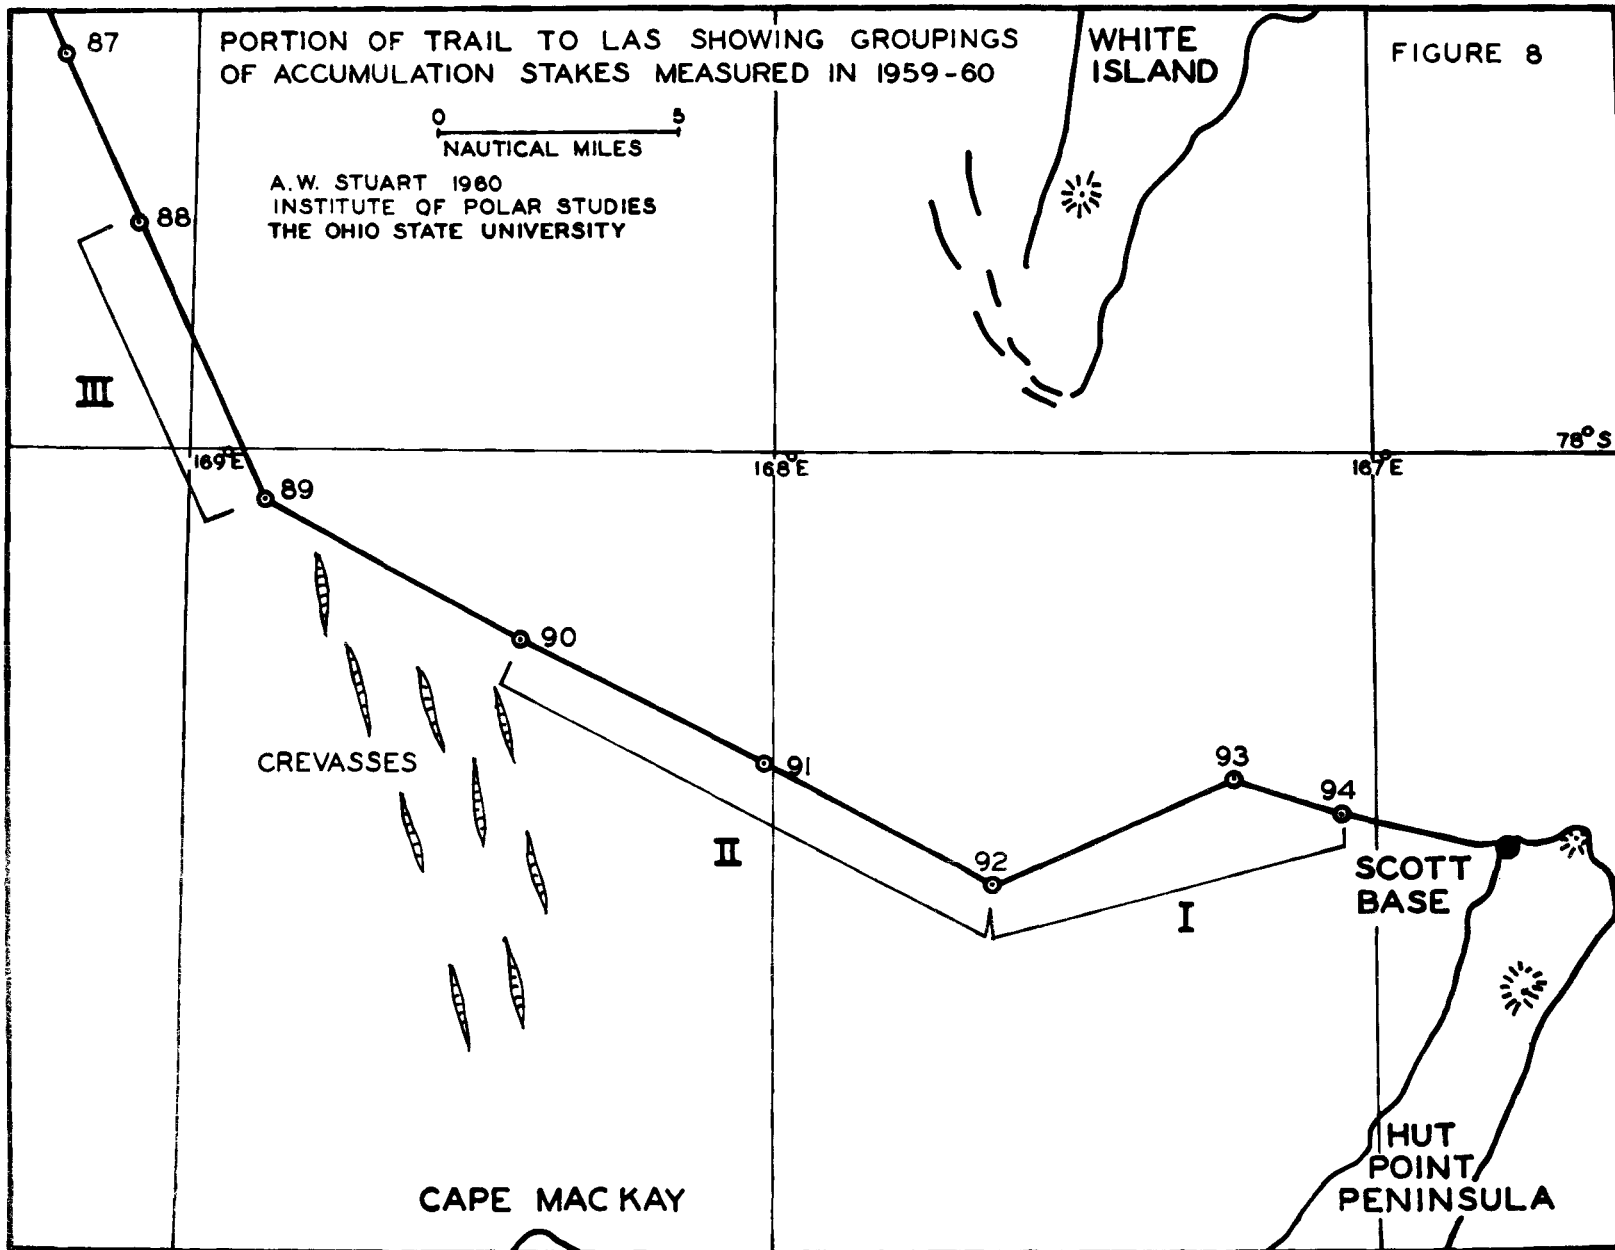 PORTION OF TRAIL TO LAS SHOWING GROUPINGS
OF ACCUMULATION STAKES MEASURED IN 1959-60
0 5
NAUTICAL MILES
A.W. STUART 1960
INSTITUTE OF POLAR STUDIES
THE OHIO STATE UNIVERSITY
WHITE
ISLAND
FIGURE 8
87
88
III
78°S
169°E
168°E
167°E
89
90
CREVASSES
91
II
92
93
94
I
SCOTT
BASE
HUT
POINT
PENINSULA
CAPE MAC KAY